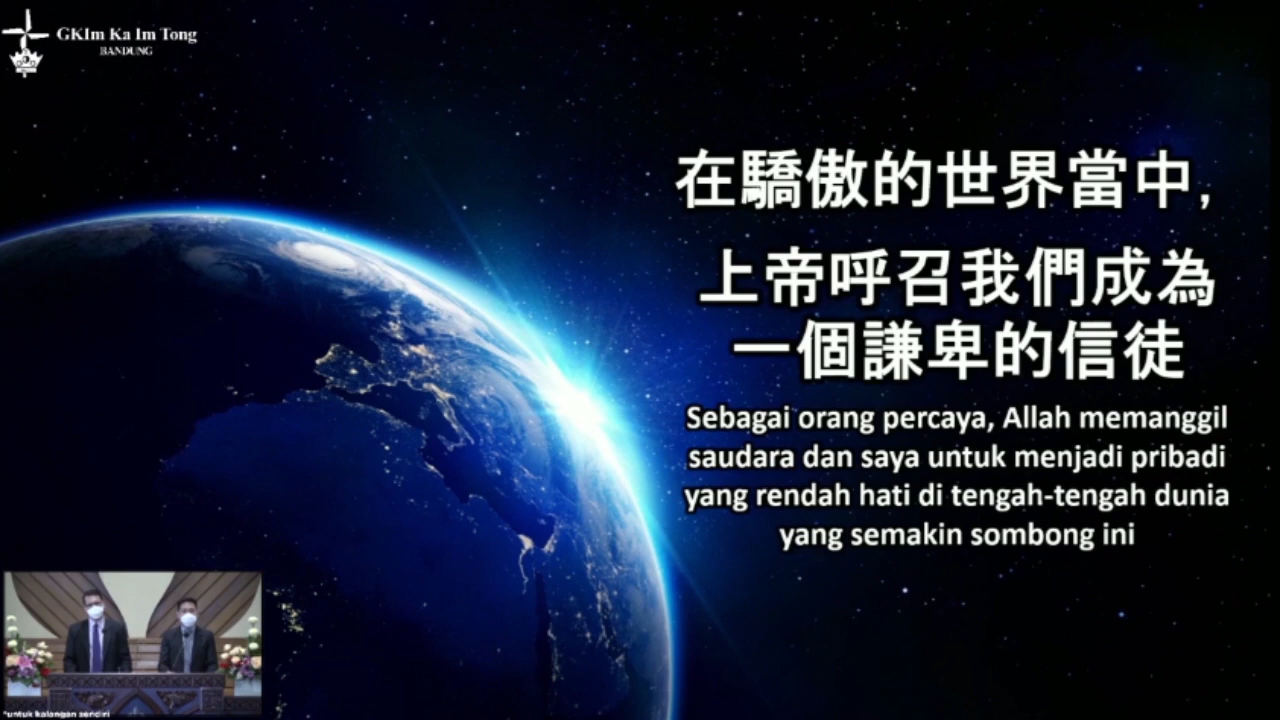 GKIm Ka Im Tong
BANDUNG
在驕傲的世界當中,
上帝呼召我們成為
一個謙卑的信徒
Sebagai orang percaya, Allah memanggil
saudara dan saya untuk menjadi pribadi
yang rendah hati di tengah-tengah dunia
yang semakin sombong ini
*untuk kalangan sendiri